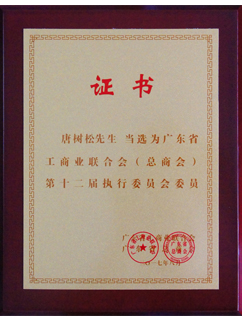 证书
唐树松先生 当选为广东省
工商业联合会（总商会）
第十二届执行委员会委员